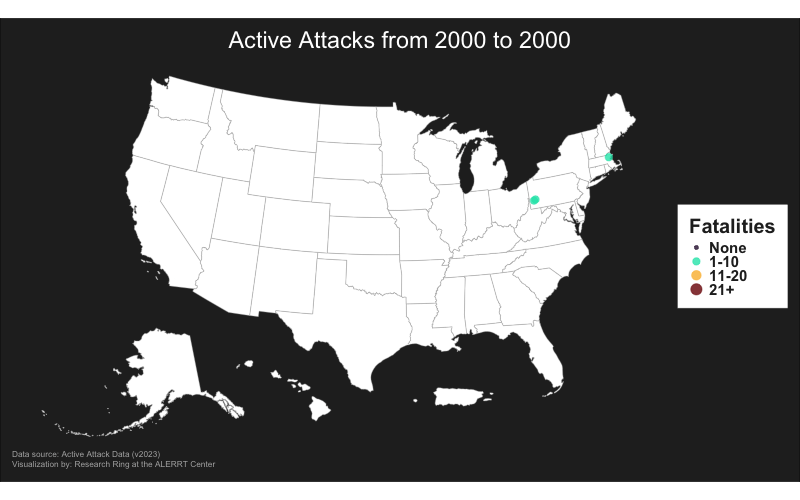 Active Attacks from 2000 to 2000
Fatalities
None
1-10
11-20
21+
Data source: Active Attack Data (v2023)
Visualization by: Research Ring at the ALERRT Center